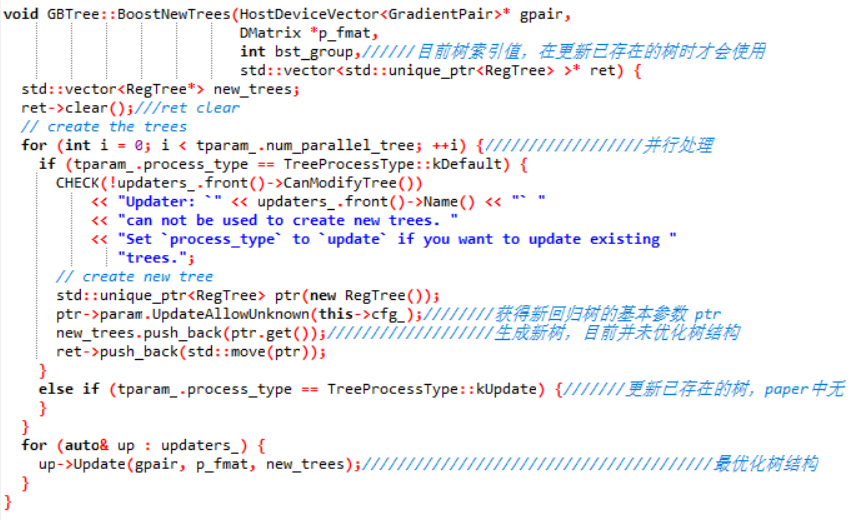 void GBTree::BoostNewTrees(HostDeviceVector<GradientPair>* gpair,
                           DMatrix *p_fmat,
                           int bst_group,//////目前树索引值，在更新已存在的树时才会使用
                           std::vector<std::unique_ptr<RegTree> >* ret) {
  std::vector<RegTree*> new_trees;
  ret->clear();///ret clear
  // create the trees
  for (int i = 0; i < tparam_.num_parallel_tree; ++i) {//////////////////并行处理
    if (tparam_.process_type == TreeProcessType::kDefault) {
      CHECK(!updaters_.front()->CanModifyTree())
          << "Updater: `" << updaters_.front()->Name() << "` "
          << "can not be used to create new trees. "
          << "Set `process_type` to `update` if you want to update existing "
             "trees.";
      // create new tree
      std::unique_ptr<RegTree> ptr(new RegTree());
      ptr->param.UpdateAllowUnknown(this->cfg_);////////获得新回归树的基本参数 ptr
      new_trees.push_back(ptr.get());///////////////////生成新树，目前并未优化树结构
      ret->push_back(std::move(ptr));
    }
    else if (tparam_.process_type == TreeProcessType::kUpdate) {///////更新已存在的树，paper中无
    }
  }
  for (auto& up : updaters_) {
    up->Update(gpair, p_fmat, new_trees);////////////////////////////////////////最优化树结构
  }
}